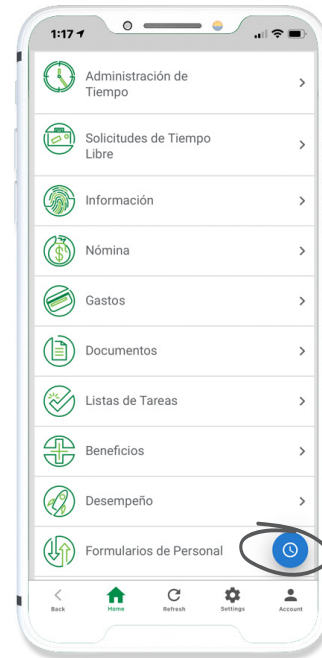 1:17
Administración de
Tiempo
Solicitudes de Tiempo
Libre
Información
Nómina
Gastos
Documentos
Listas de Tareas
Beneficios
Desempeño
Formularios de Personal
Back Home Refresh Settings Account